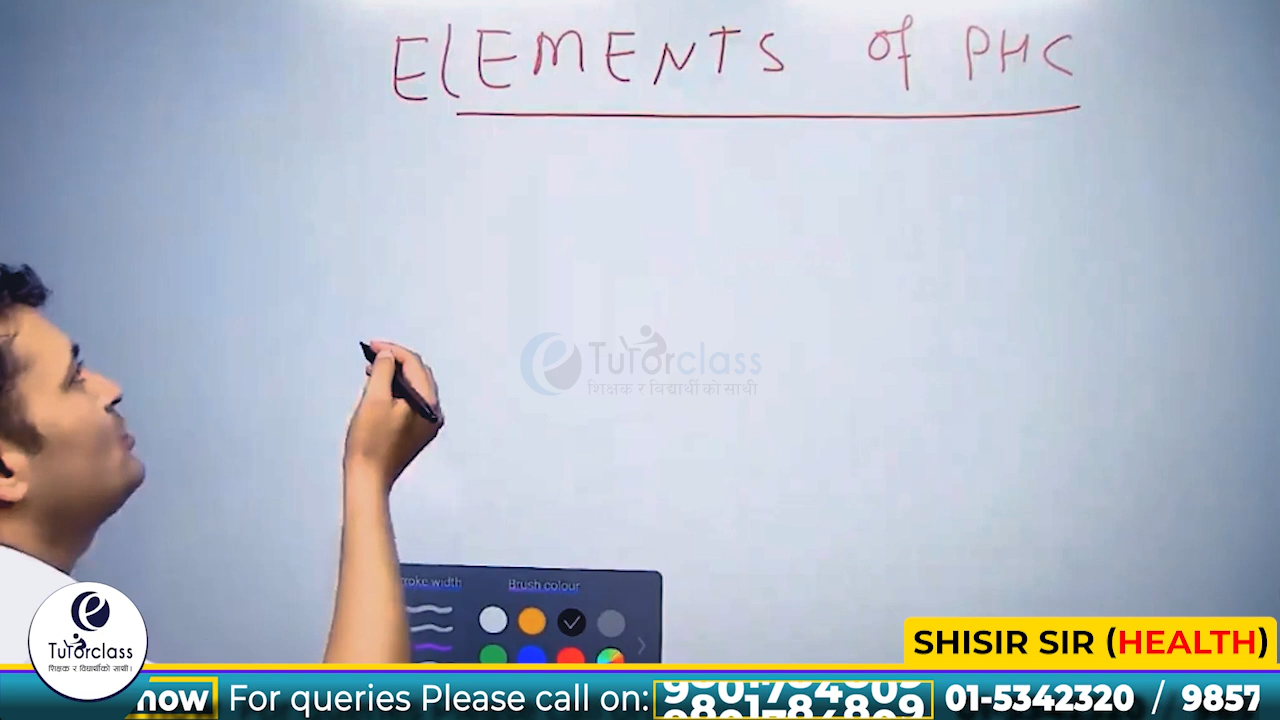 ELEMENTS of PHC
Tutorclass
शिक्षक र विद्यार्थीको साथी
Stroke width
Brush colour
SHISIR SIR (HEALTH)
Tutorclass
शिक्षक र विद्यार्थीको साथी।
now For queries Please call on: 01-5342320 / 9857